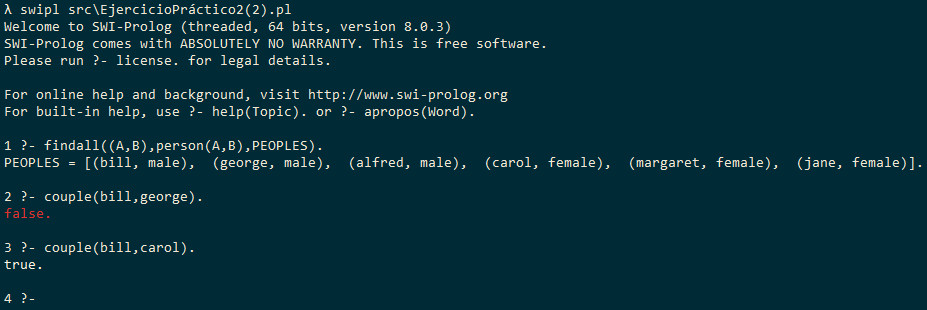 λ swipl src\EjercicioPráctico2(2).pl
Welcome to SWI-Prolog (threaded, 64 bits, version 8.0.3)
SWI-Prolog comes with ABSOLUTELY NO WARRANTY. This is free software.
Please run ?- license. for legal details.
For online help and background, visit http://www.swi-prolog.org
For built-in help, use ?- help(Topic). or ?- apropos(Word).
1 ?- findall((A,B),person(A,B),PEOPLES).
PEOPLES = [(bill, male),  (george, male),  (alfred, male),  (carol, female),  (margaret, female),  (jane, female)].
2 ?- couple(bill,george).
false.
3 ?- couple(bill,carol).
true.
4 ?-